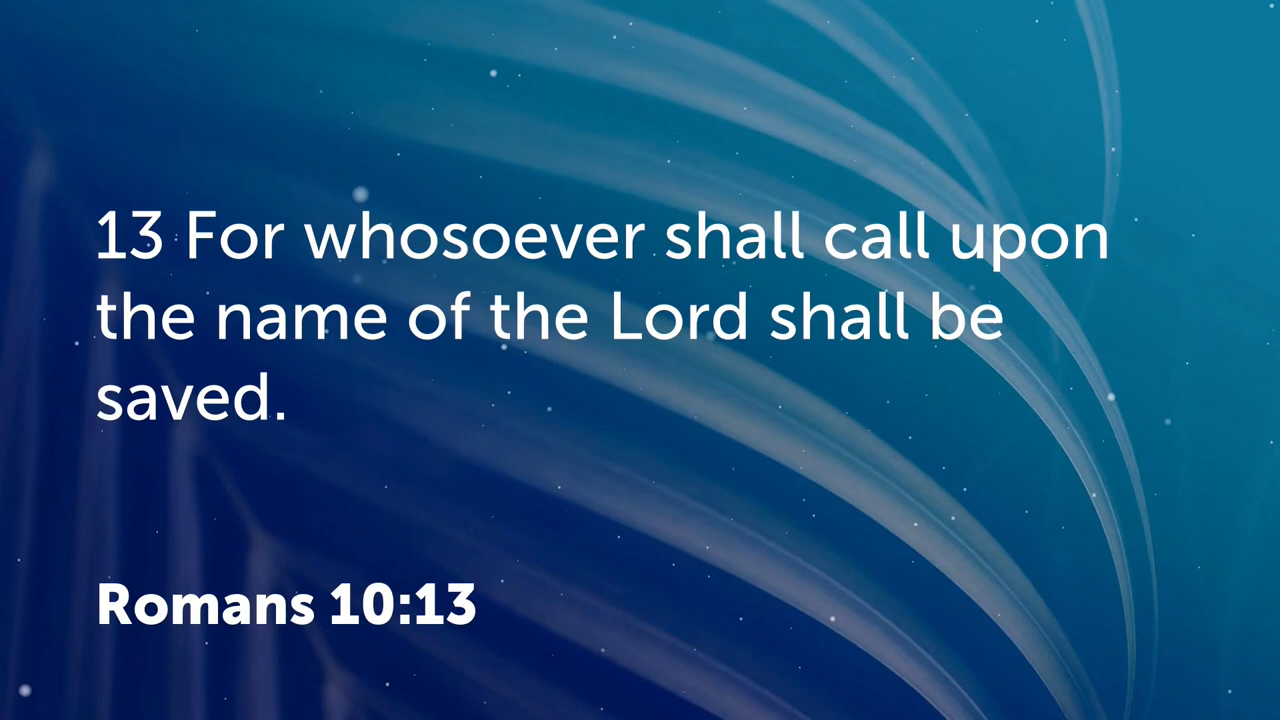 13 For whosoever shall call upon
the name of the Lord shall be
saved.
Romans 10:13